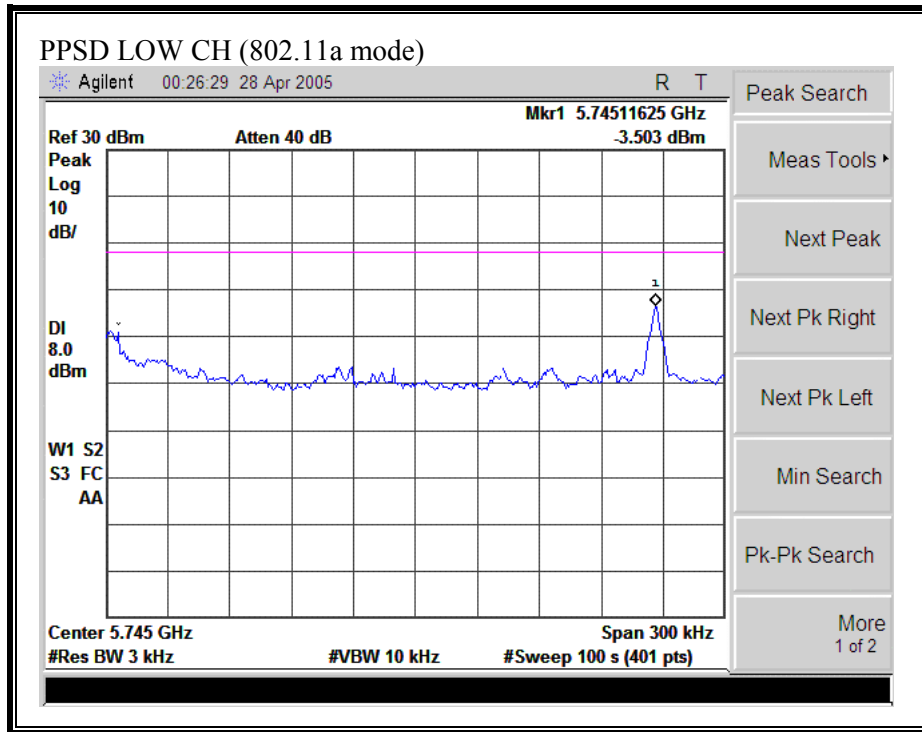 PPSD LOW CH (802.11a mode)
Agilent 00:26:29 28 Apr 2005 R T
Mkr1 5.74511625 GHz
Ref 30 dBm Atten 40 dB -3.503 dBm
Peak
Log
10
dB/
1
DI
8.0
dBm
W1 S2
S3 FC
AA
Center 5.745 GHz Span 300 kHz
#Res BW 3 kHz #VBW 10 kHz #Sweep 100 s (401 pts)
Peak Search
Meas Tools
Next Peak
Next Pk Right
Next Pk Left
Min Search
Pk-Pk Search
More
1 of 2